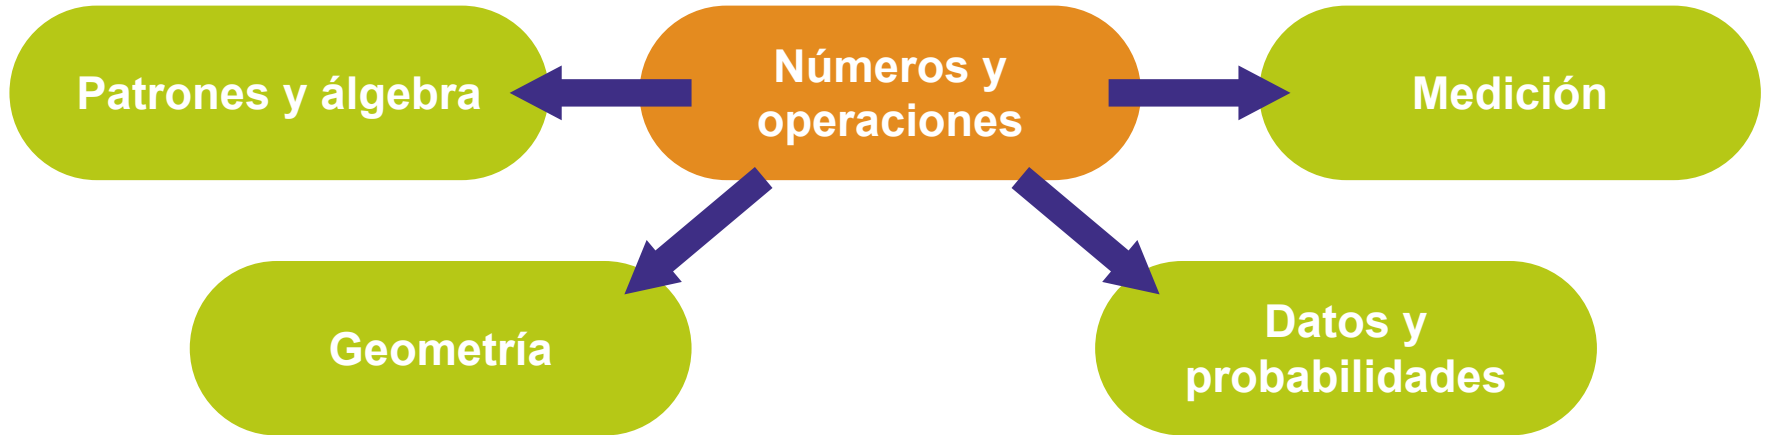 Patrones y álgebra
Números y
operaciones
Medición
Geometría
Datos y
probabilidades